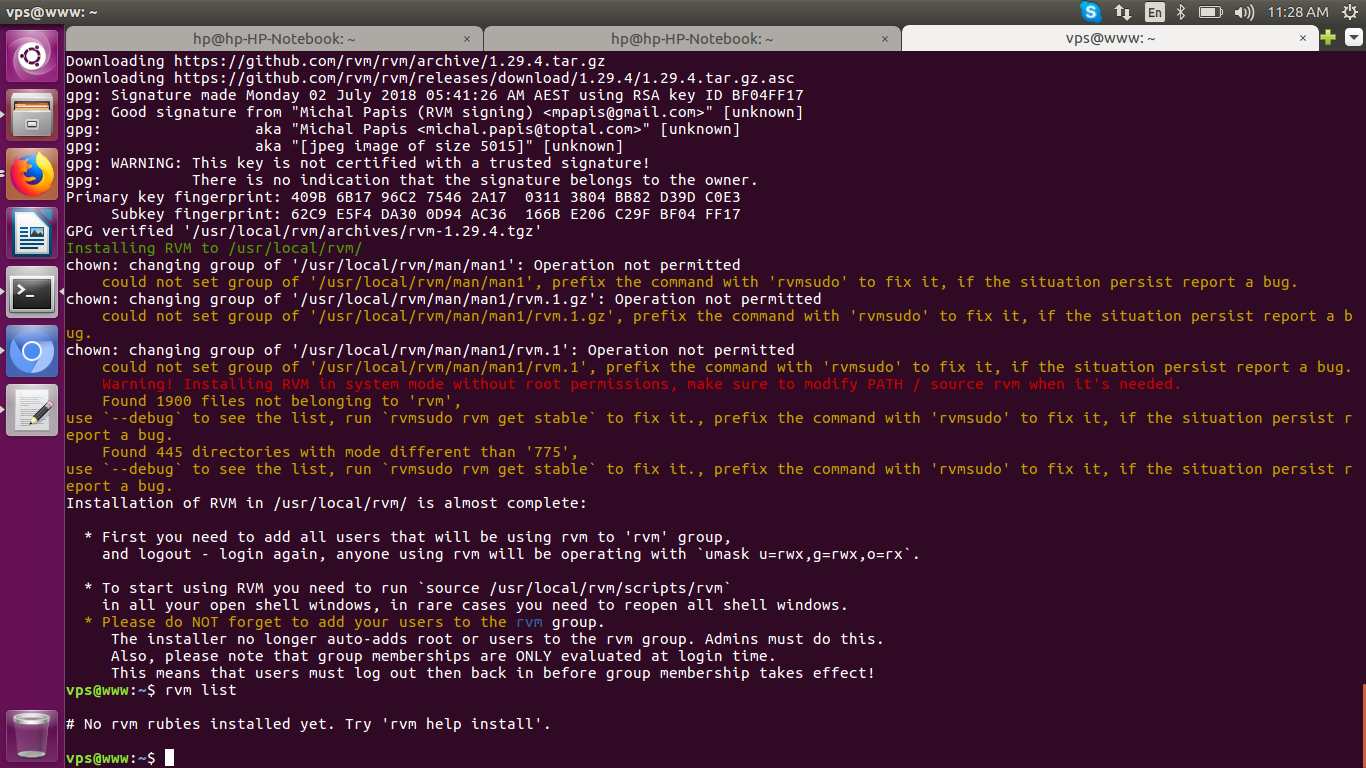 vps@www: ~
En
11:28 AM
hp@hp-HP-Notebook: ~ ×
hp@hp-HP-Notebook: ~ ×
vps@www: ~ ×
Downloading https://github.com/rvm/rvm/archive/1.29.4.tar.gz
Downloading https://github.com/rvm/rvm/releases/download/1.29.4/1.29.4.tar.gz.asc
gpg: Signature made Monday 02 July 2018 05:41:26 AM AEST using RSA key ID BF04FF17
gpg: Good signature from "Michal Papis (RVM signing) <mpapis@gmail.com>" [unknown]
gpg:                 aka "Michal Papis <michal.papis@toptal.com>" [unknown]
gpg:                 aka "[jpeg image of size 5015]" [unknown]
gpg: WARNING: This key is not certified with a trusted signature!
gpg:          There is no indication that the signature belongs to the owner.
Primary key fingerprint: 409B 6B17 96C2 7546 2A17  0311 3804 BB82 D39D C0E3
     Subkey fingerprint: 62C9 E5F4 DA30 0D94 AC36  166B E206 C29F BF04 FF17
GPG verified '/usr/local/rvm/archives/rvm-1.29.4.tgz'
Installing RVM to /usr/local/rvm/
chown: changing group of '/usr/local/rvm/man/man1': Operation not permitted
    could not set group of '/usr/local/rvm/man/man1', prefix the command with 'rvmsudo' to fix it, if the situation persist report a bug.
chown: changing group of '/usr/local/rvm/man/man1/rvm.1.gz': Operation not permitted
    could not set group of '/usr/local/rvm/man/man1/rvm.1.gz', prefix the command with 'rvmsudo' to fix it, if the situation persist report a b
ug.
chown: changing group of '/usr/local/rvm/man/man1/rvm.1': Operation not permitted
    could not set group of '/usr/local/rvm/man/man1/rvm.1', prefix the command with 'rvmsudo' to fix it, if the situation persist report a bug.
    Warning! Installing RVM in system mode without root permissions, make sure to modify PATH / source rvm when it's needed.
    Found 1900 files not belonging to 'rvm',
use `--debug` to see the list, run `rvmsudo rvm get stable` to fix it., prefix the command with 'rvmsudo' to fix it, if the situation persist r
eport a bug.
    Found 445 directories with mode different than '775',
use `--debug` to see the list, run `rvmsudo rvm get stable` to fix it., prefix the command with 'rvmsudo' to fix it, if the situation persist r
eport a bug.
Installation of RVM in /usr/local/rvm/ is almost complete:
  * First you need to add all users that will be using rvm to 'rvm' group,
    and logout - login again, anyone using rvm will be operating with `umask u=rwx,g=rwx,o=rx`.
  * To start using RVM you need to run `source /usr/local/rvm/scripts/rvm`
    in all your open shell windows, in rare cases you need to reopen all shell windows.
  * Please do NOT forget to add your users to the rvm group.
     The installer no longer auto-adds root or users to the rvm group. Admins must do this.
     Also, please note that group memberships are ONLY evaluated at login time.
     This means that users must log out then back in before group membership takes effect!
vps@www:~$ rvm list
# No rvm rubies installed yet. Try 'rvm help install'.
vps@www:~$